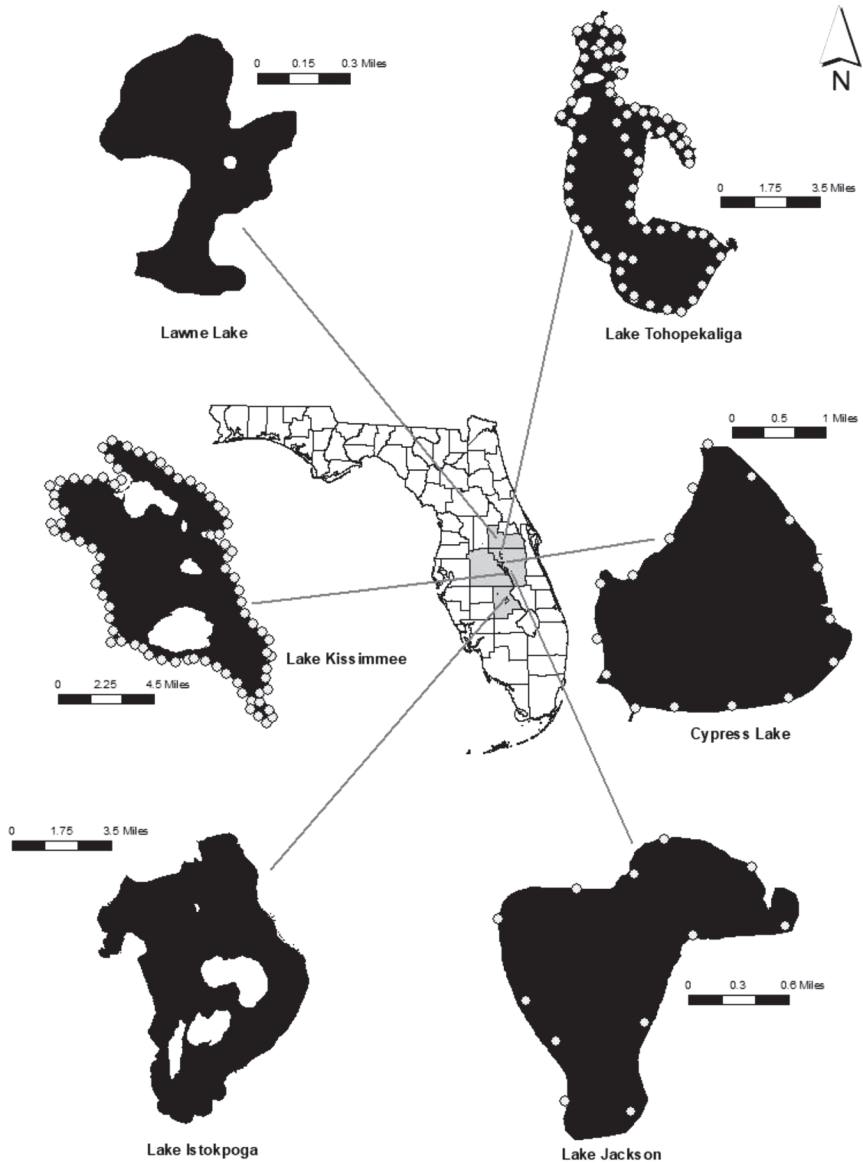 0 0.15 0.3 Miles
N
0 1.75 3.5 Miles
Lawne Lake
Lake Tohopekaliga
0 0.5 1 Miles
Lake Kissimmee
0 2.25 4.5 Miles
Cypress Lake
0 1.75 3.5 Miles
0 0.3 0.6 Miles
Lake Istokpoga
Lake Jackson